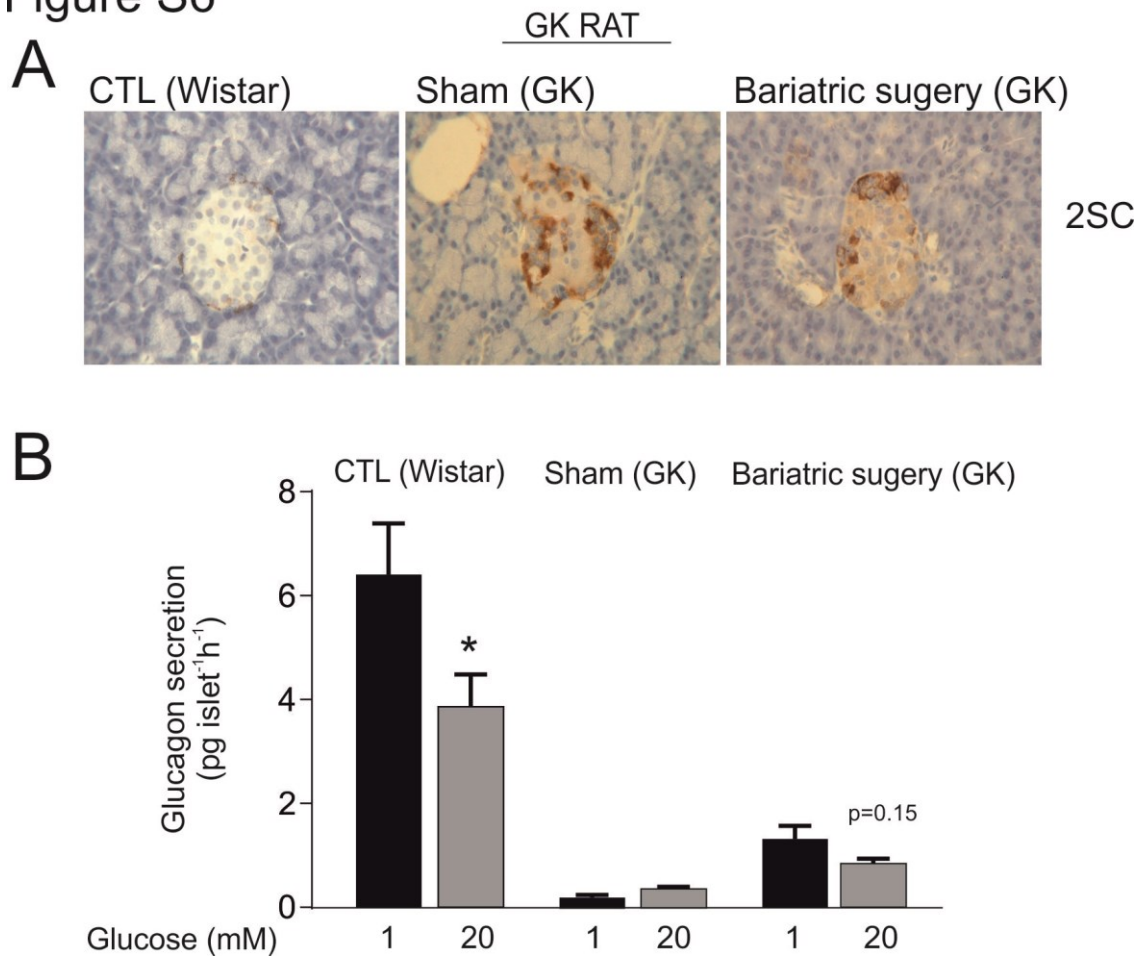 Figure S6
GK RAT
A
CTL (Wistar)
Sham (GK)
Bariatric sugery (GK)
2SC
B
CTL (Wistar)
Sham (GK)
Bariatric sugery (GK)
8
6
4
2
0
Glucagon secretion
(pg islet⁻¹h⁻¹)
*
p=0.15
Glucose (mM) 1 20 1 20 1 20